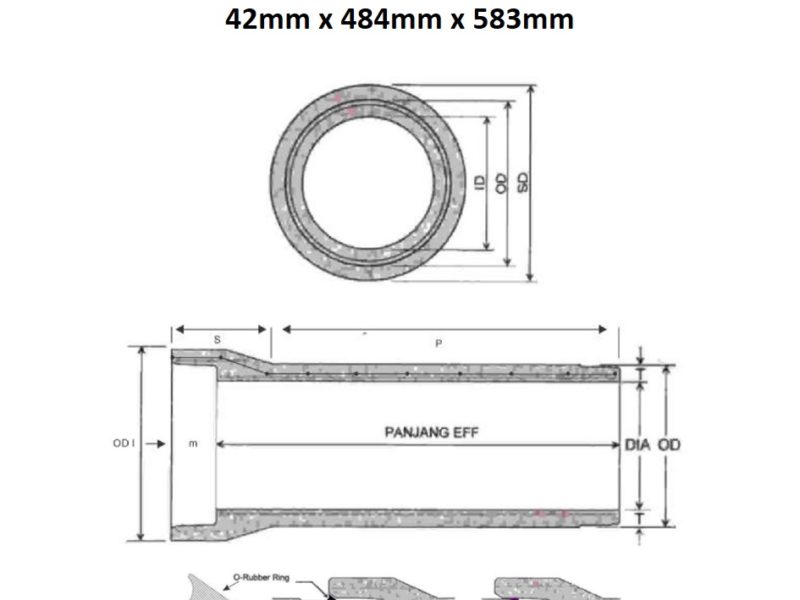 42mm x 484mm x 583mm
ID
OD
SD
S
P
OD I
m
PANJANG EFF
DIA
OD
T
T
O-Rubber Ring